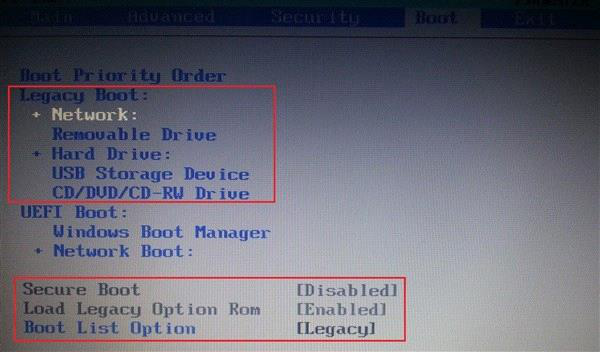 Main Advanced Security Boot Exit
Boot Priority Order
Legacy Boot:
+ Network:
Removable Drive
+ Hard Drive:
USB Storage Device
CD/DVD/CD-RW Drive
UEFI Boot:
Windows Boot Manager
+ Network Boot:
Secure Boot [Disabled]
Load Legacy Option Rom [Enabled]
Boot List Option [Legacy]